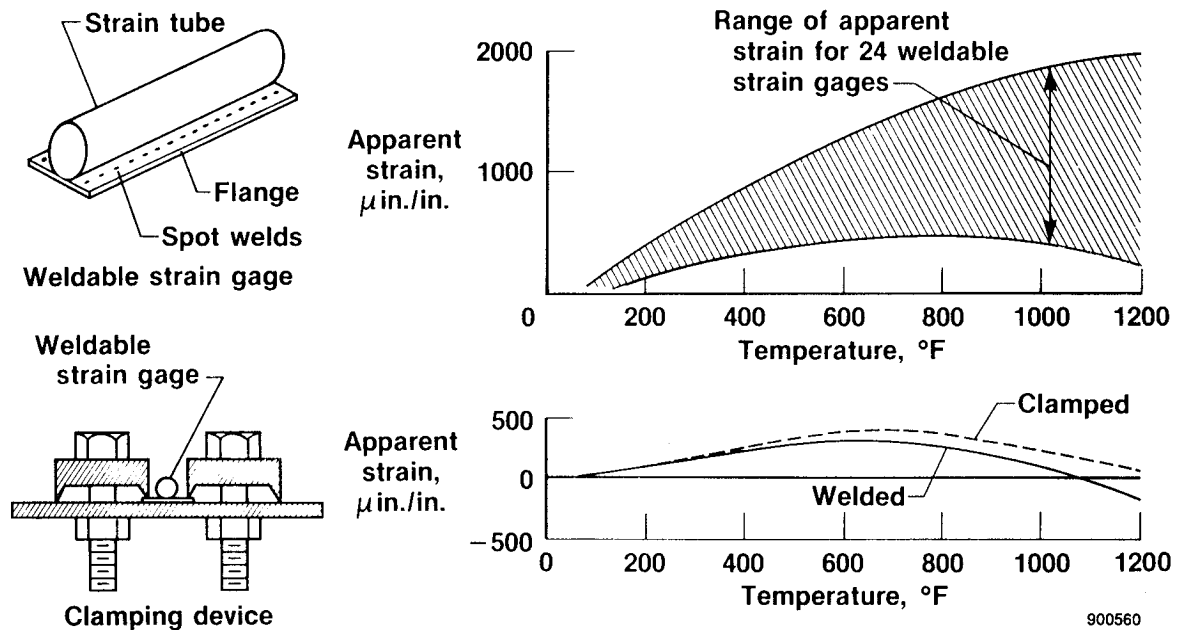 Strain tube
Flange
Spot welds
Weldable strain gage
Range of apparent
strain for 24 weldable
strain gages
2000
1000
Apparent
strain,
μin./in.
0
200
400
600
800
1000
1200
Temperature, °F
Weldable
strain gage
Clamping device
Apparent
strain,
μin./in.
500
0
−500
Clamped
Welded
0
200
400
600
800
1000
1200
Temperature, °F
900560